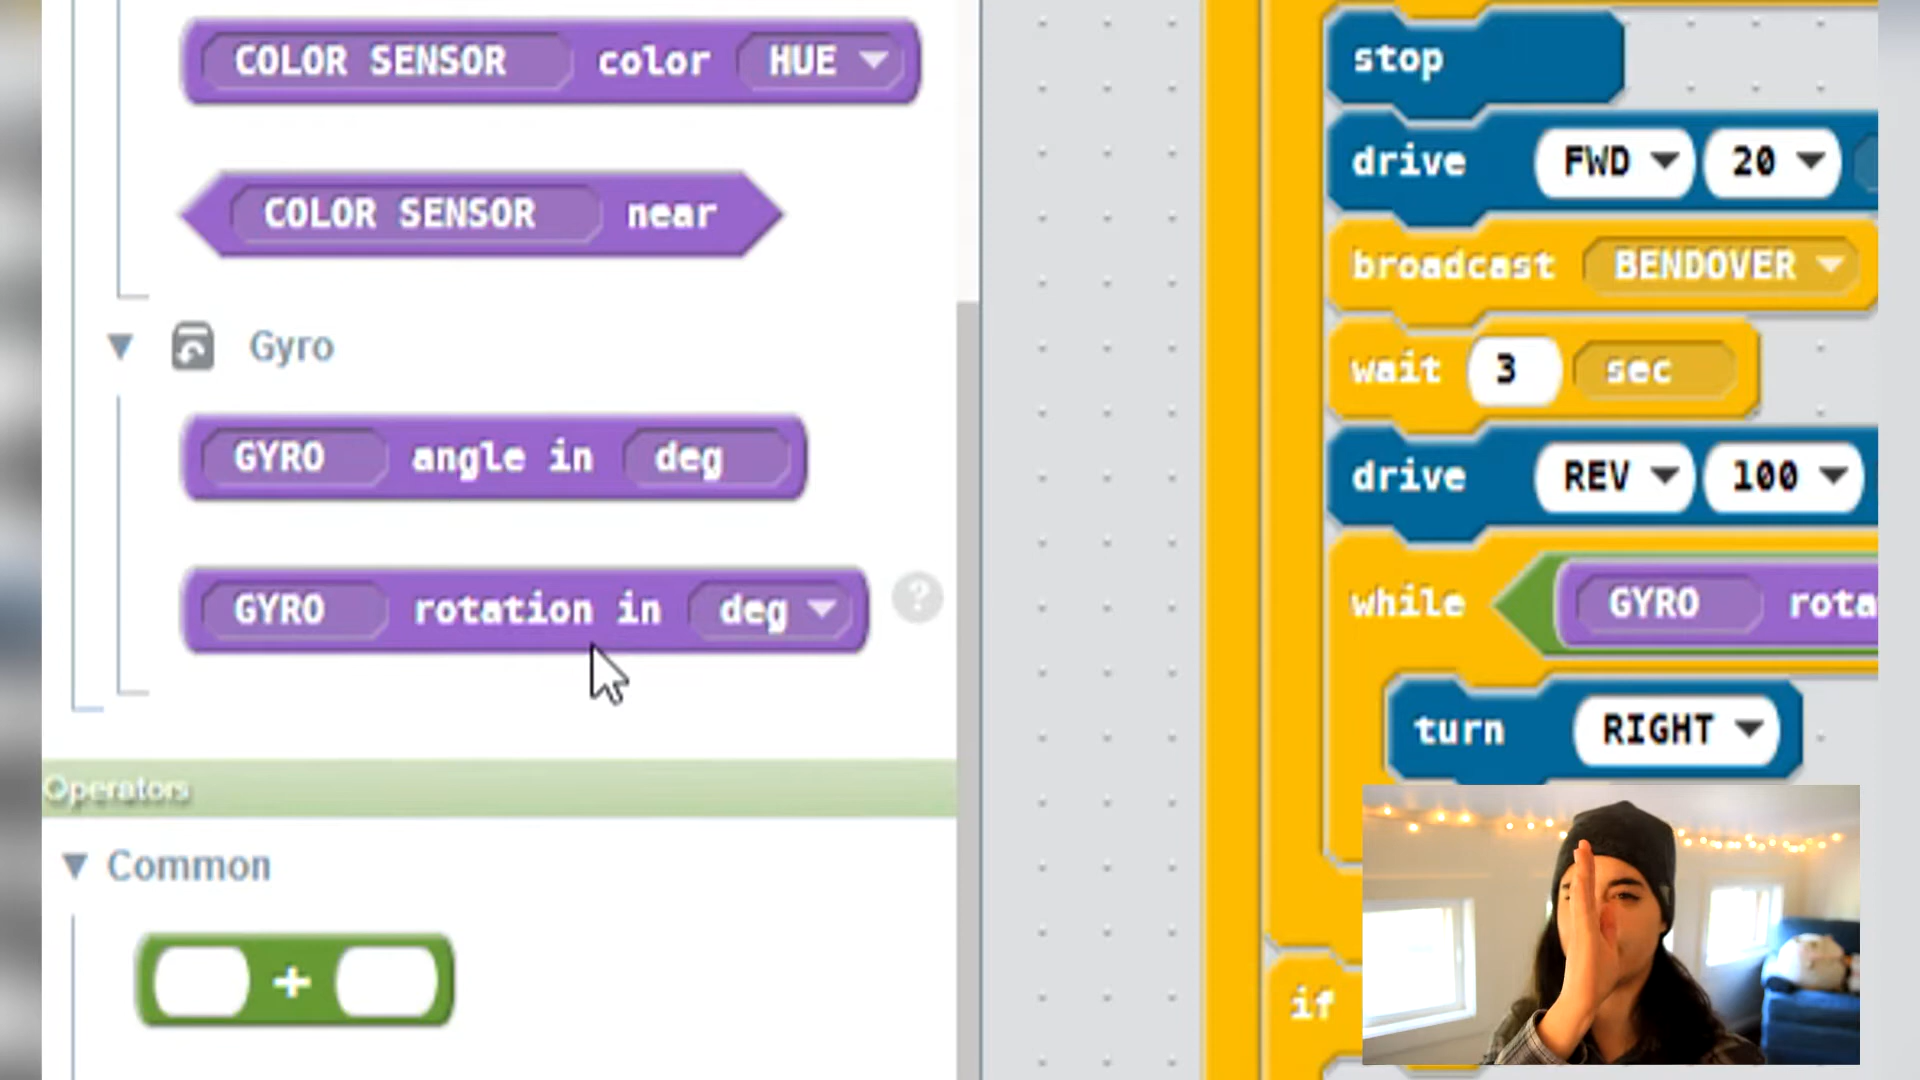 COLOR SENSOR color HUE
COLOR SENSOR near
Gyro
GYRO angle in deg
GYRO rotation in deg ?
Operators
Common
+
stop
drive FWD 20
broadcast BENDOVER
wait 3 sec
drive REV 100
while GYRO rota
turn RIGHT
if